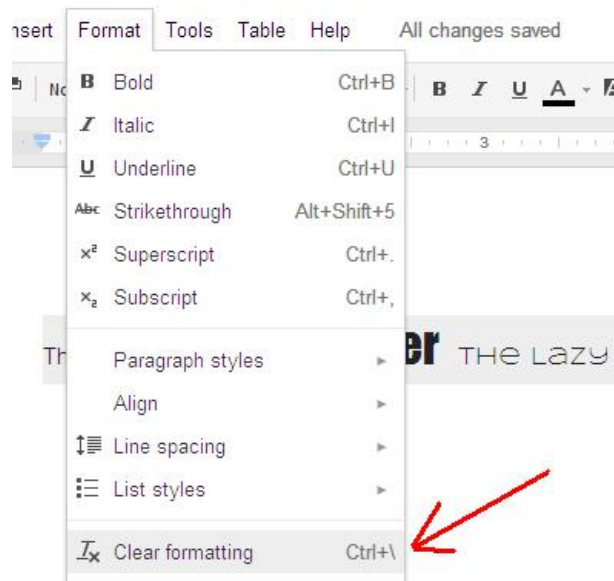 Format Tools Table Help All changes saved
B Bold Ctrl+B B I U A
I Italic Ctrl+I
U Underline Ctrl+U
3
Abc Strikethrough Alt+Shift+5
x² Superscript Ctrl+.
x₂ Subscript Ctrl+,
Th er THE LAZY
Paragraph styles
Align
Line spacing
List styles
Clear formatting Ctrl+\